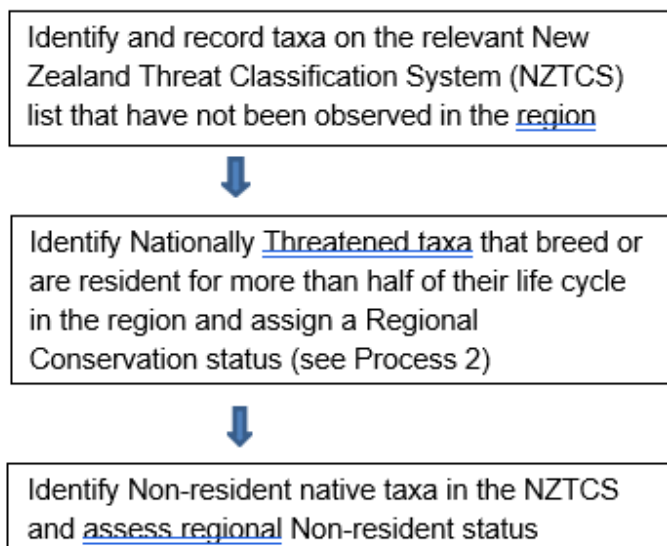 Identify and record taxa on the relevant New
Zealand Threat Classification System (NZTCS)
list that have not been observed in the region
Identify Nationally Threatened taxa that breed or
are resident for more than half of their life cycle
in the region and assign a Regional
Conservation status (see Process 2)
Identify Non-resident native taxa in the NZTCS
and assess regional Non-resident status